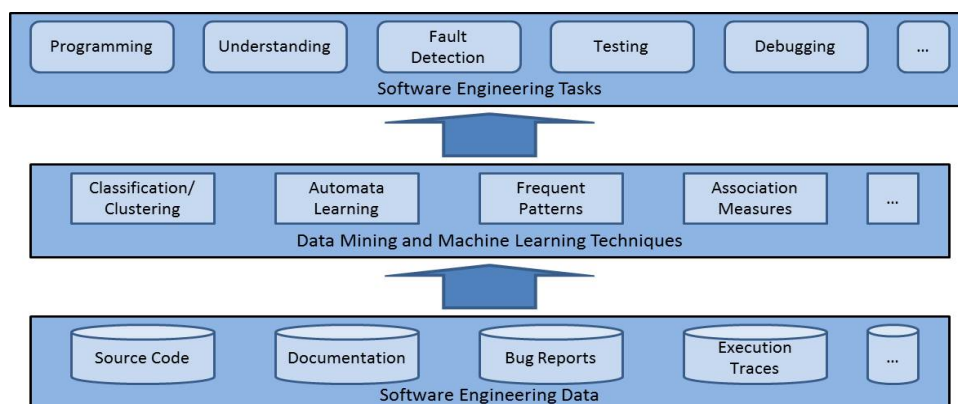 Programming
Understanding
Fault
Detection
Testing
Debugging
...
Software Engineering Tasks
Classification/
Clustering
Automata
Learning
Frequent
Patterns
Association
Measures
...
Data Mining and Machine Learning Techniques
Source Code
Documentation
Bug Reports
Execution
Traces
...
Software Engineering Data